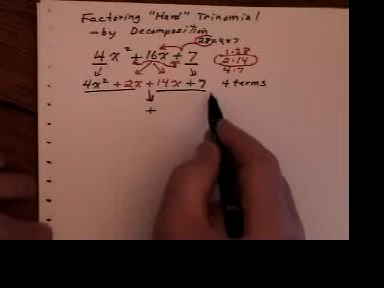 Factoring "Hard" Trinomial
- by Decomposition
28 = 4×7
4x² + 16x + 7
1·28
2·14
4·7
4x² + 2x + 14x + 7 4 terms
+